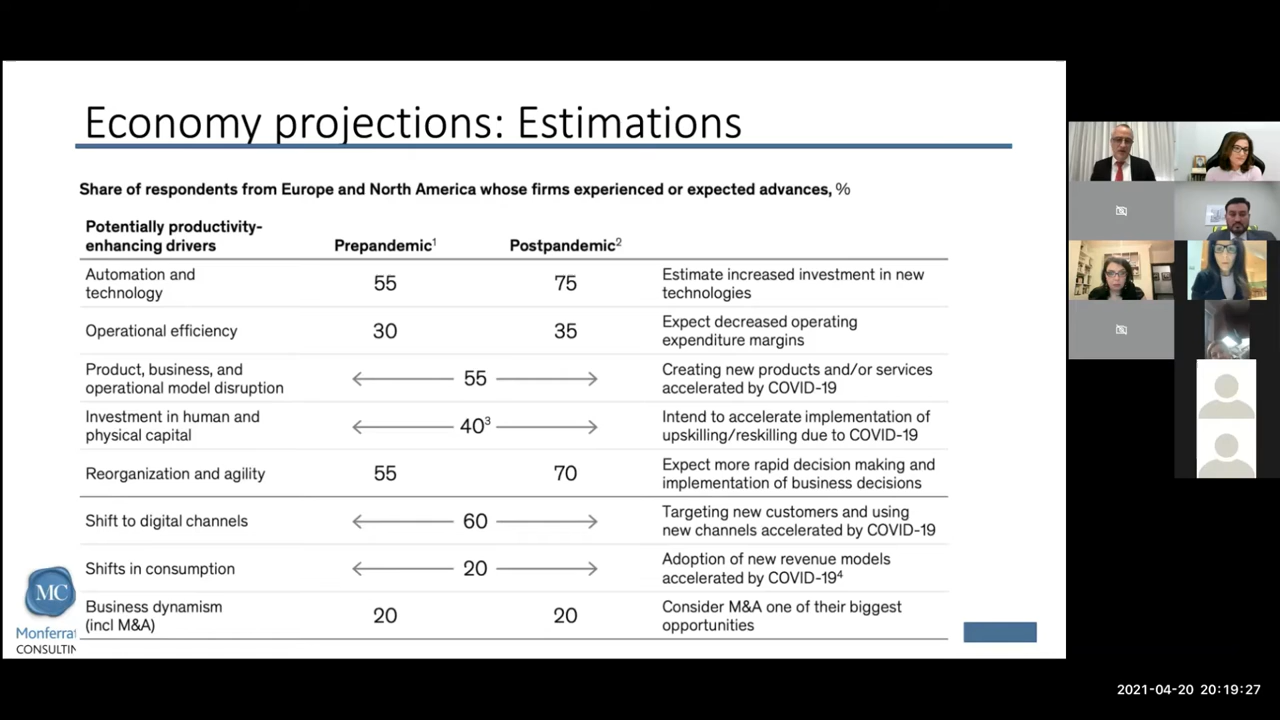 Economy projections: Estimations
Share of respondents from Europe and North America whose firms experienced or expected advances, %
Potentially productivity-
enhancing drivers
Prepandemic¹
Postpandemic²
Automation and
technology
55
75
Estimate increased investment in new
technologies
Operational efficiency
30
35
Expect decreased operating
expenditure margins
Product, business, and
operational model disruption
55
Creating new products and/or services
accelerated by COVID-19
Investment in human and
physical capital
40³
Intend to accelerate implementation of
upskilling/reskilling due to COVID-19
Reorganization and agility
55
70
Expect more rapid decision making and
implementation of business decisions
Shift to digital channels
60
Targeting new customers and using
new channels accelerated by COVID-19
Shifts in consumption
20
Adoption of new revenue models
accelerated by COVID-19⁴
Business dynamism
(incl M&A)
20
20
Consider M&A one of their biggest
opportunities
MC
Monferrat
CONSULTIN
2021-04-20 20:19:27